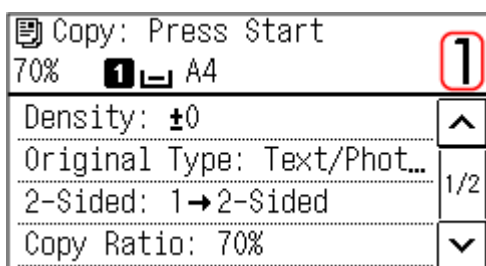 Copy: Press Start
70% 1 A4 1
Density: ±0
Original Type: Text/Phot...
2-Sided: 1→2-Sided
Copy Ratio: 70%
1/2